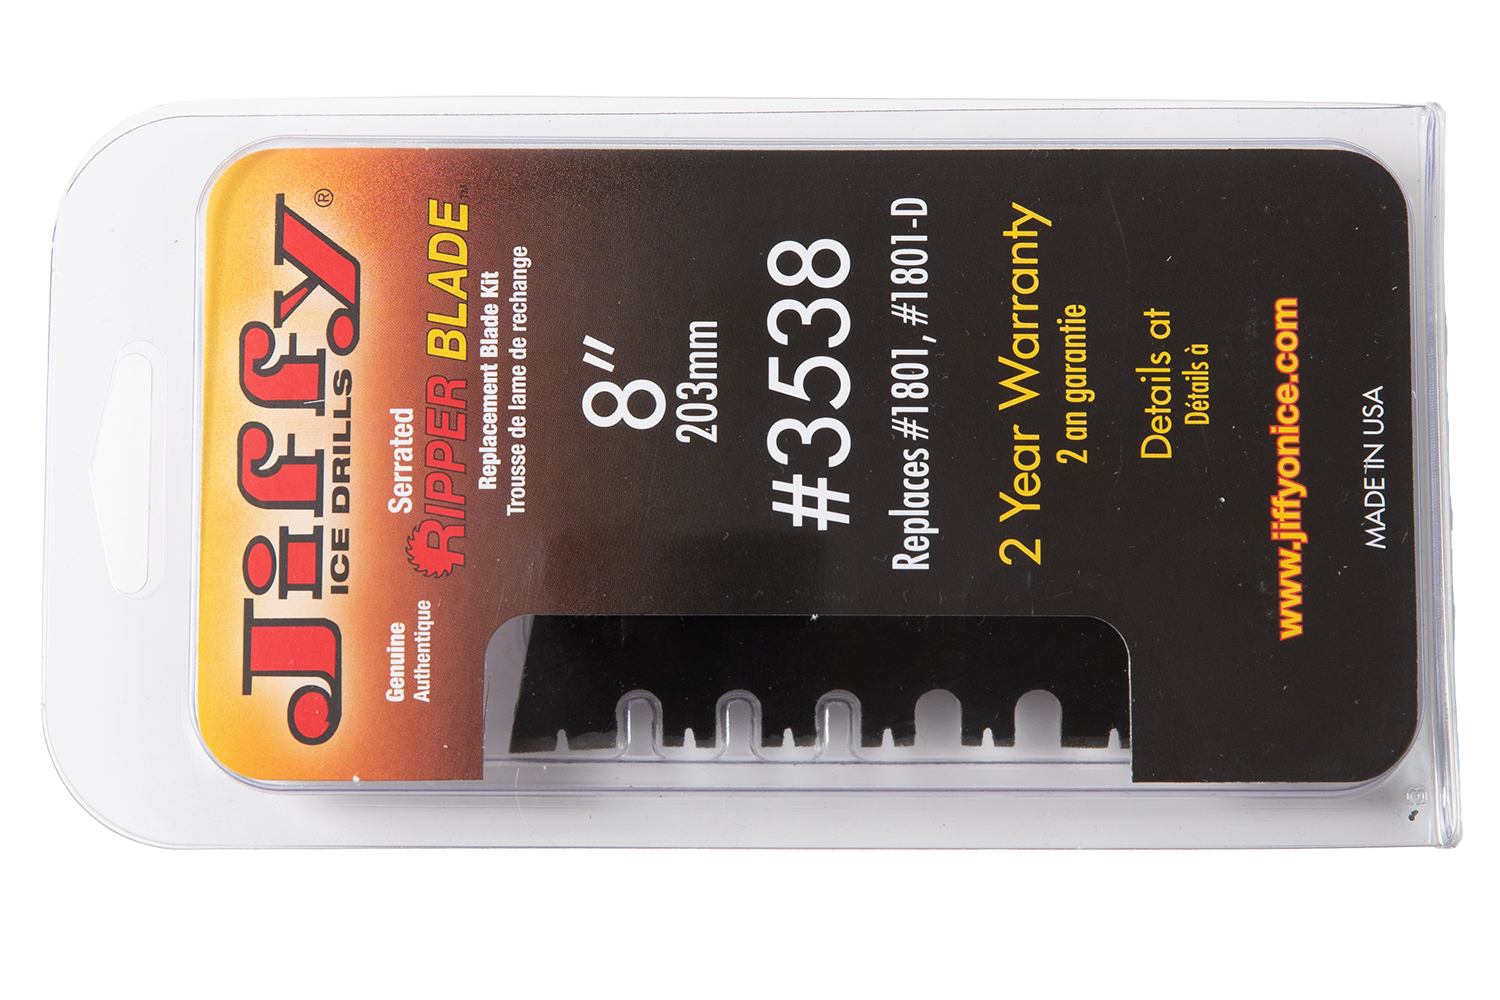 Jiffy®
ICE DRILLS
Genuine Serrated
Authentique
RIPPER BLADE™
Replacement Blade Kit
Trousse de lame de rechange
8"
203mm
#3538
Replaces #1801, #1801-D
2 Year Warranty
2 an garantie
Details at
Détails à
www.jiffyonice.com
MADE IN USA